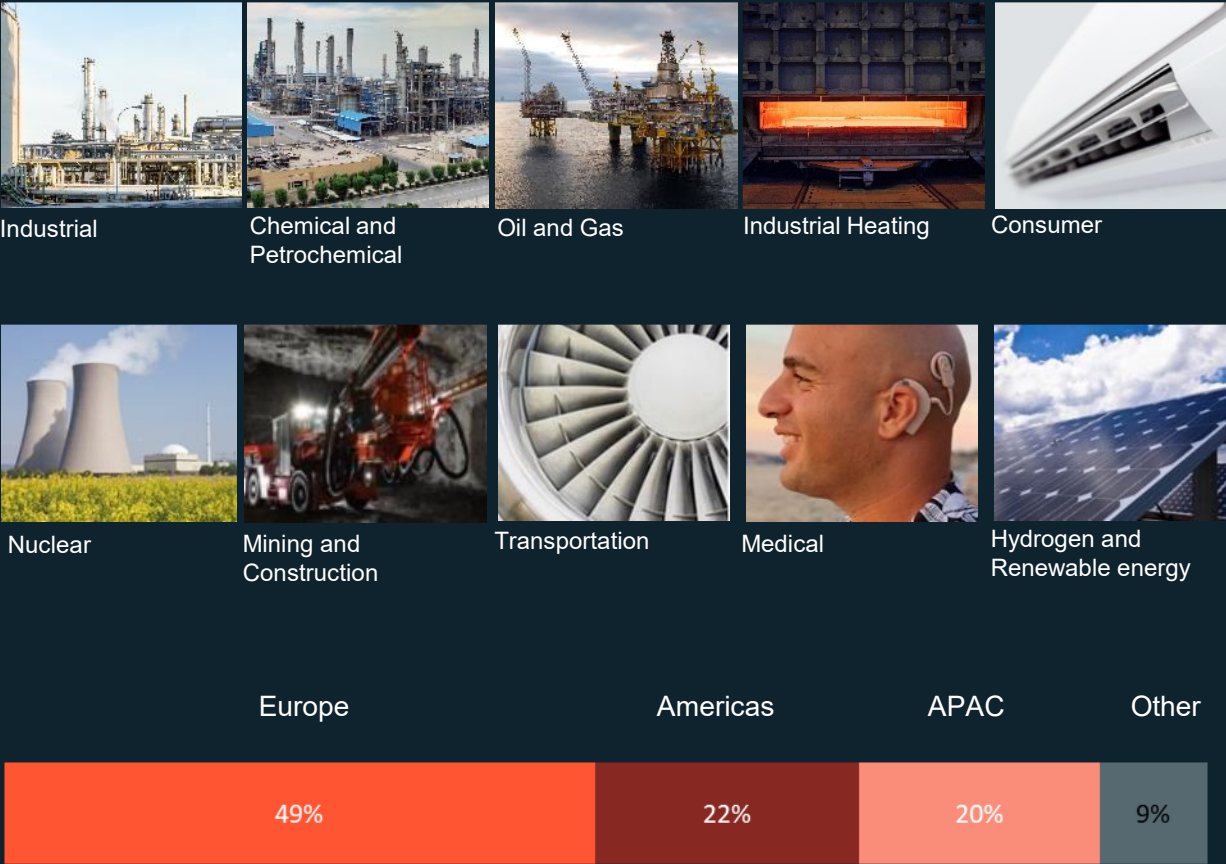 Industrial
Chemical and
Petrochemical
Oil and Gas
Industrial Heating
Consumer
Nuclear
Mining and
Construction
Transportation
Medical
Hydrogen and
Renewable energy
Europe
Americas
APAC
Other
49%
22%
20%
9%